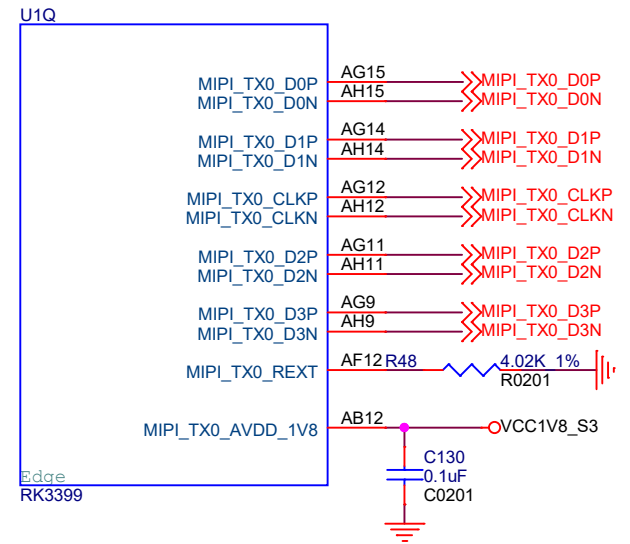 U1Q
MIPI_TX0_D0P AG15 MIPI_TX0_D0P
MIPI_TX0_D0N AH15 MIPI_TX0_D0N
MIPI_TX0_D1P AG14 MIPI_TX0_D1P
MIPI_TX0_D1N AH14 MIPI_TX0_D1N
MIPI_TX0_CLKP AG12 MIPI_TX0_CLKP
MIPI_TX0_CLKN AH12 MIPI_TX0_CLKN
MIPI_TX0_D2P AG11 MIPI_TX0_D2P
MIPI_TX0_D2N AH11 MIPI_TX0_D2N
MIPI_TX0_D3P AG9 MIPI_TX0_D3P
MIPI_TX0_D3N AH9 MIPI_TX0_D3N
MIPI_TX0_REXT AF12 R48 4.02K 1%
R0201
MIPI_TX0_AVDD_1V8 AB12 VCC1V8_S3
C130
0.1uF
C0201
Edge
RK3399